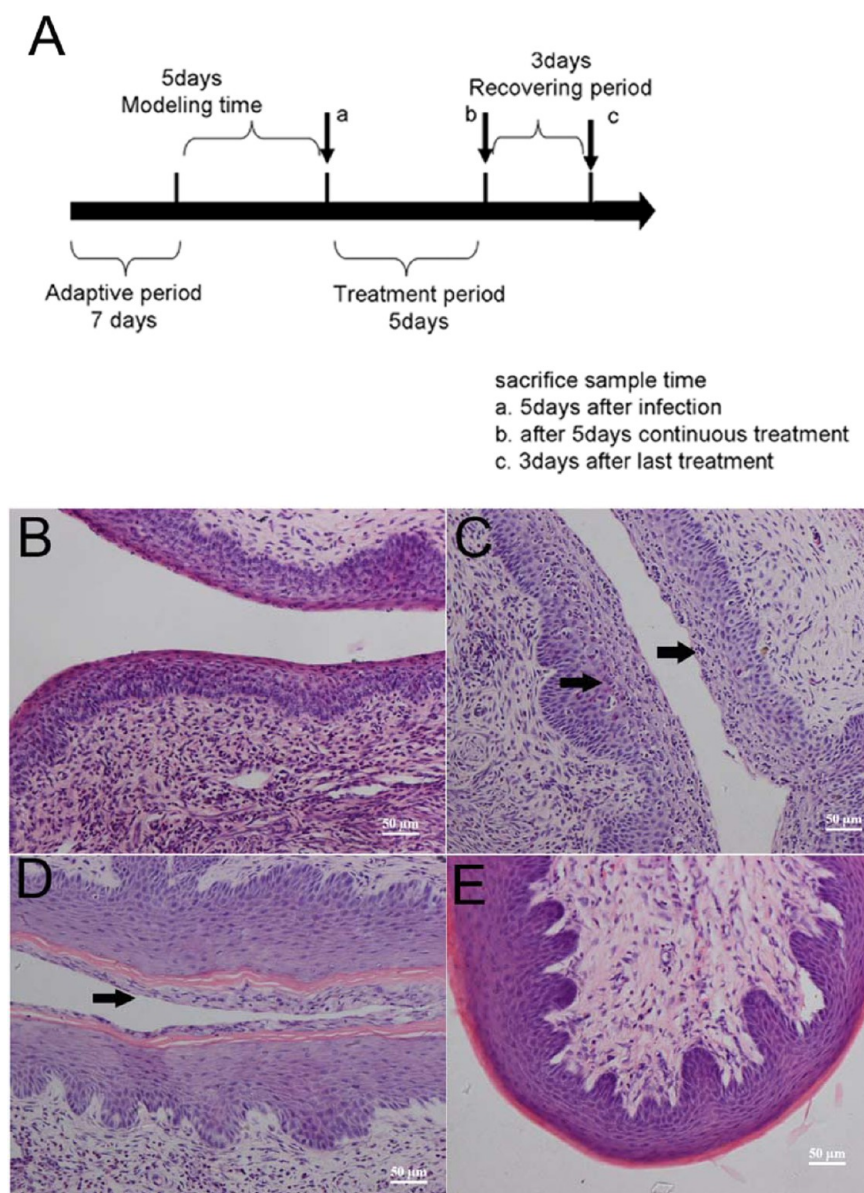 A
5days
Modeling time
3days
Recovering period
a
b
c
Adaptive period
7 days
Treatment period
5days
sacrifice sample time
a. 5days after infection
b. after 5days continuous treatment
c. 3days after last treatment
B
50 μm
C
50 μm
D
50 μm
E
50 μm